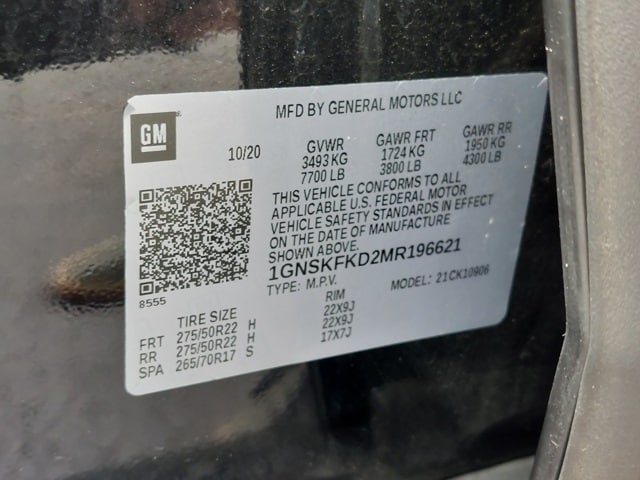 MFD BY GENERAL MOTORS LLC
GM
10/20
GVWR GAWR FRT GAWR RR
3493 KG 1724 KG 1950 KG
7700 LB 3800 LB 4300 LB
THIS VEHICLE CONFORMS TO ALL
APPLICABLE U.S. FEDERAL MOTOR
VEHICLE SAFETY STANDARDS IN EFFECT
ON THE DATE OF MANUFACTURE
SHOWN ABOVE.
1GNSKFKD2MR196621
TYPE: M.P.V. MODEL: 21CK10906
8555
TIRE SIZE RIM
FRT 275/50R22 H 22X9J
RR 275/50R22 H 22X9J
SPA 265/70R17 S 17X7J